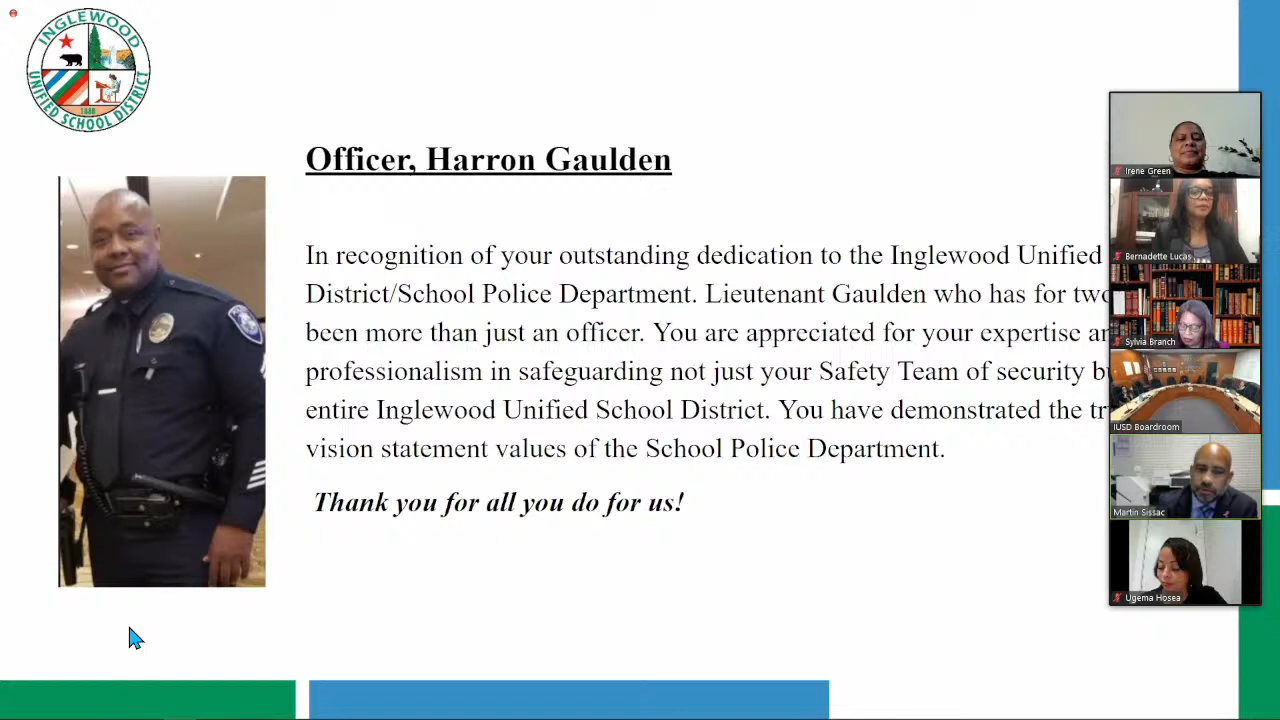 INGLEWOOD
UNIFIED SCHOOL DISTRICT
1888
Officer, Harron Gaulden
In recognition of your outstanding dedication to the Inglewood Unified
District/School Police Department. Lieutenant Gaulden who has for two
been more than just an officer. You are appreciated for your expertise
professionalism in safeguarding not just your Safety Team of security
entire Inglewood Unified School District. You have demonstrated the
vision statement values of the School Police Department.
Thank you for all you do for us!
Irene Green
Bernadette Lucas
Sylvia Branch
IUSD Boardroom
Martin Sissac
Ugema Hosea